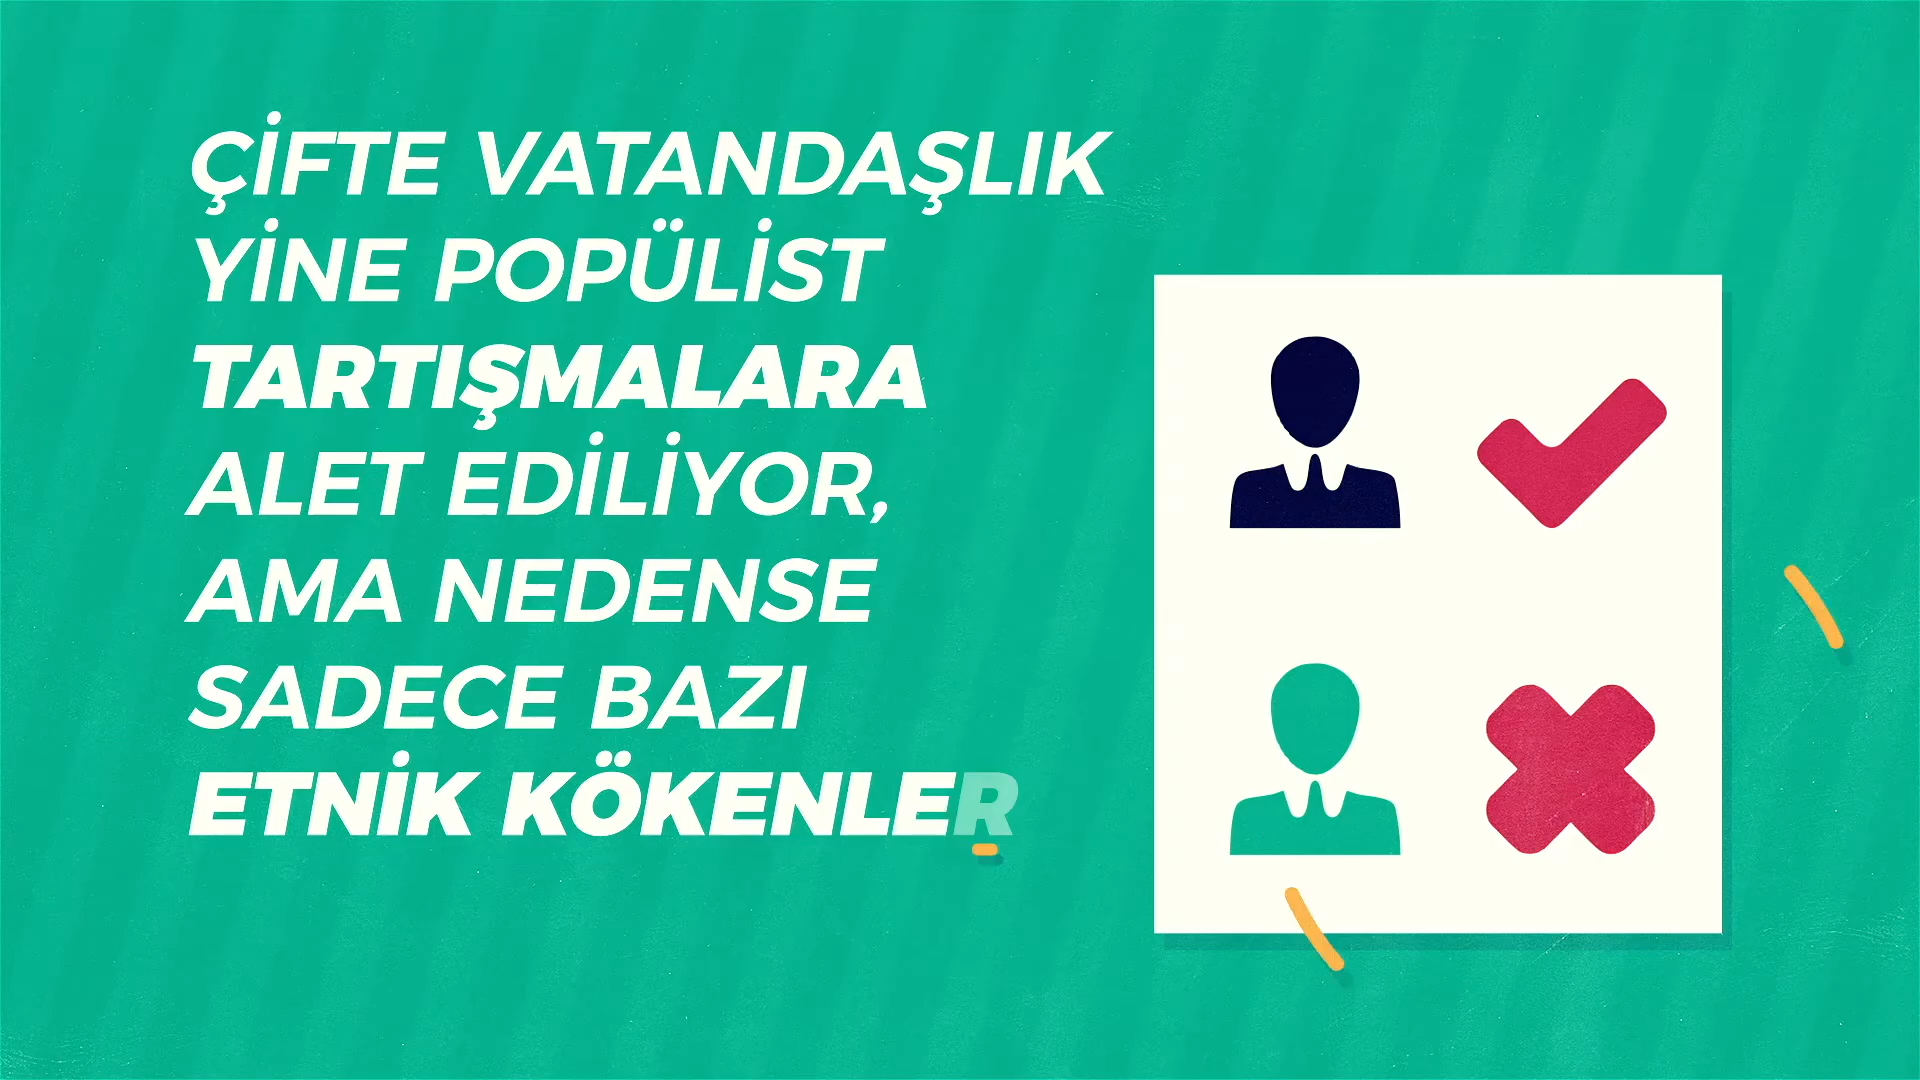 ÇİFTE VATANDAŞLIK
YİNE POPÜLİST
TARTIŞMALARA
ALET EDİLİYOR,
AMA NEDENSE
SADECE BAZI
ETNİK KÖKENLER